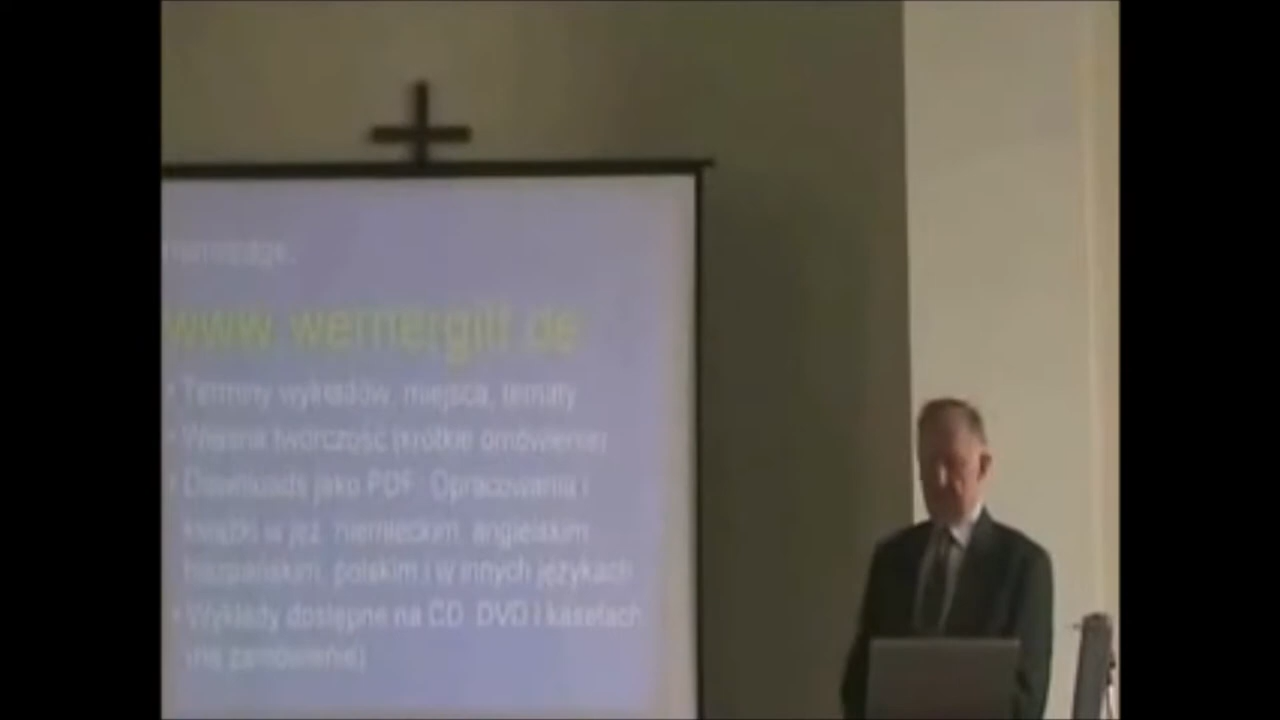 Homepage:
www.wernergitt.de
• Terminy wykładów, miejsca, tematy
• Własna twórczość (krótkie omówienie)
• Downloads jako PDF: Opracowania i
książki w jęz. niemieckim, angielskim
hiszpańskim, polskim i w innych językach
• Wykłady dostępne na CD, DVD i kasetach
(na zamówienie)